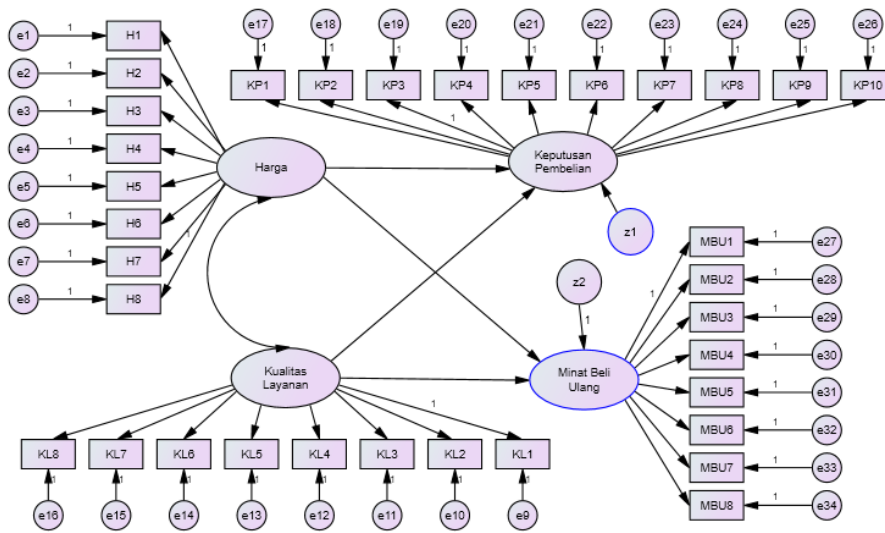 e17 e18 e19 e20 e21 e22 e23 e24 e25 e26
1 1 1 1 1 1 1 1 1 1
KP1 KP2 KP3 KP4 KP5 KP6 KP7 KP8 KP9 KP10
1
e1 1 H1
e2 1 H2
e3 1 H3
e4 1 H4
e5 1 H5
e6 1 H6
e7 1 H7
e8 1 H8
1
Harga
Keputusan
Pembelian
z1
z2
1
MBU1 1 e27
MBU2 1 e28
MBU3 1 e29
MBU4 1 e30
MBU5 1 e31
MBU6 1 e32
MBU7 1 e33
MBU8 1 e34
1
Kualitas
Layanan
Minat Beli
Ulang
1
KL8 KL7 KL6 KL5 KL4 KL3 KL2 KL1
1 1 1 1 1 1 1 1
e16 e15 e14 e13 e12 e11 e10 e9